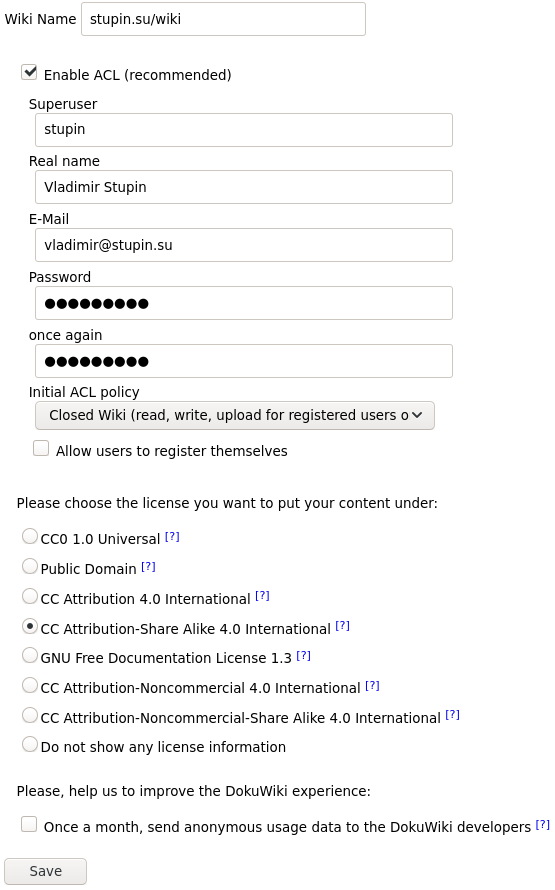 Wiki Name stupin.su/wiki
Enable ACL (recommended)
Superuser
stupin
Real name
Vladimir Stupin
E-Mail
vladimir@stupin.su
Password
●●●●●●●●●
once again
●●●●●●●●●
Initial ACL policy
Closed Wiki (read, write, upload for registered users o
Allow users to register themselves
Please choose the license you want to put your content under:
CC0 1.0 Universal [?]
Public Domain [?]
CC Attribution 4.0 International [?]
CC Attribution-Share Alike 4.0 International [?]
GNU Free Documentation License 1.3 [?]
CC Attribution-Noncommercial 4.0 International [?]
CC Attribution-Noncommercial-Share Alike 4.0 International [?]
Do not show any license information
Please, help us to improve the DokuWiki experience:
Once a month, send anonymous usage data to the DokuWiki developers [?]
Save